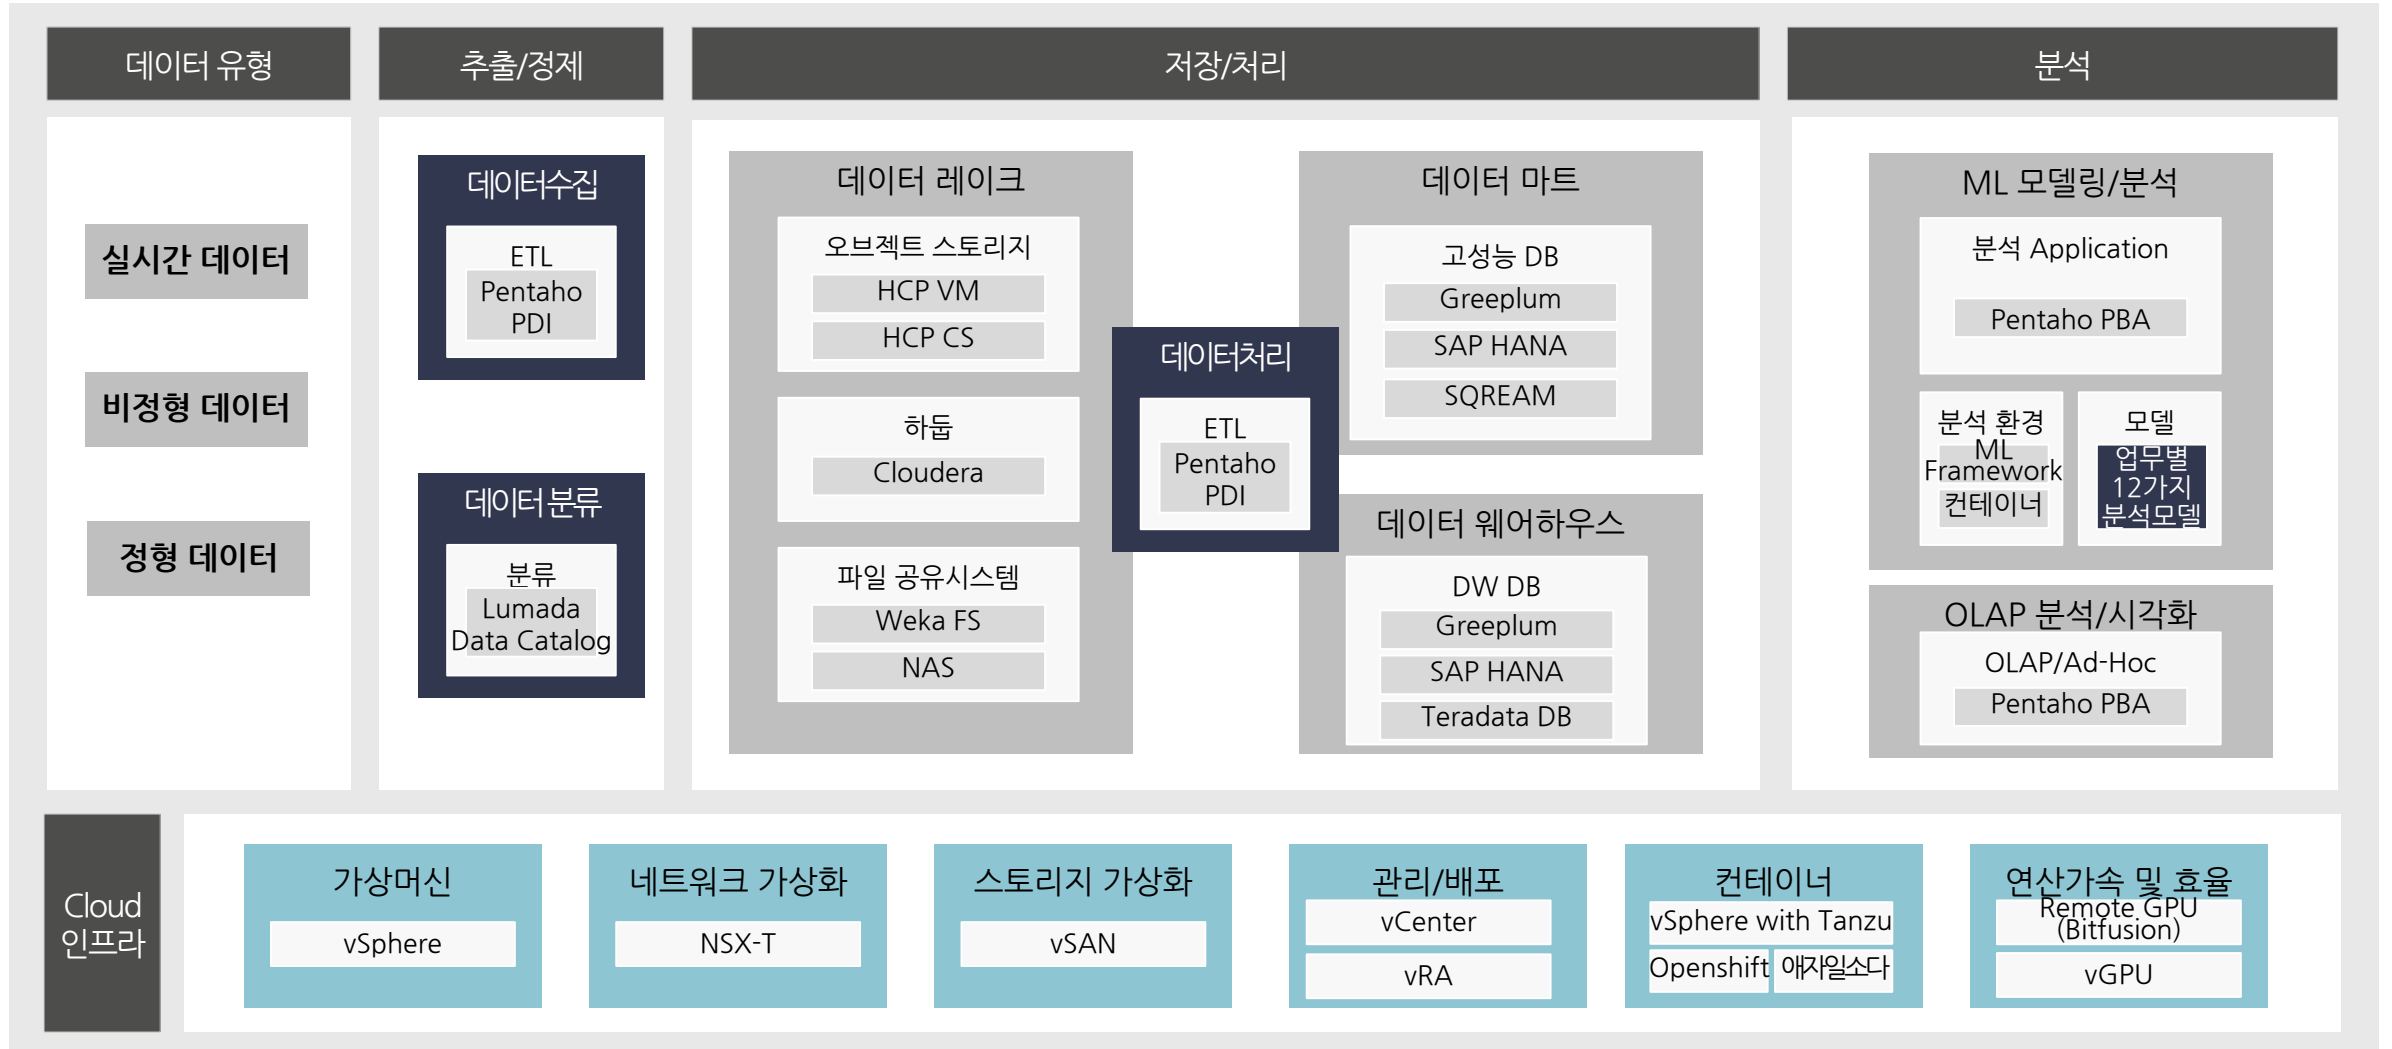 데이터 유형
추출/정제
저장/처리
분석
실시간 데이터
비정형 데이터
정형 데이터
데이터수집
ETL
Pentaho
PDI
데이터 분류
분류
Lumada
Data Catalog
데이터 레이크
오브젝트 스토리지
HCP VM
HCP CS
하둡
Cloudera
파일 공유시스템
Weka FS
NAS
데이터처리
ETL
Pentaho
PDI
데이터 마트
고성능 DB
Greeplum
SAP HANA
SQREAM
데이터 웨어하우스
DW DB
Greeplum
SAP HANA
Teradata DB
ML 모델링/분석
분석 Application
Pentaho PBA
분석 환경
ML
Framework
컨테이너
모델
업무별
12가지
분석모델
OLAP 분석/시각화
OLAP/Ad-Hoc
Pentaho PBA
Cloud
인프라
가상머신
vSphere
네트워크 가상화
NSX-T
스토리지 가상화
vSAN
관리/배포
vCenter
vRA
컨테이너
vSphere with Tanzu
Openshift
애자일소다
연산가속 및 효율
Remote GPU
(Bitfusion)
vGPU